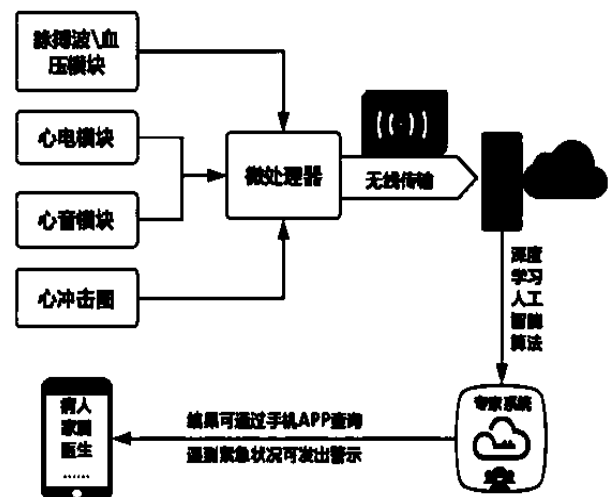 脉搏波\血
压模块
心电模块
心音模块
心冲击图
微处理器
无线传输
深度
学习
人工
智能
算法
专家系统
结果可通过手机APP查询
遇到紧急状况可发出警示
病人
家属
医生
......